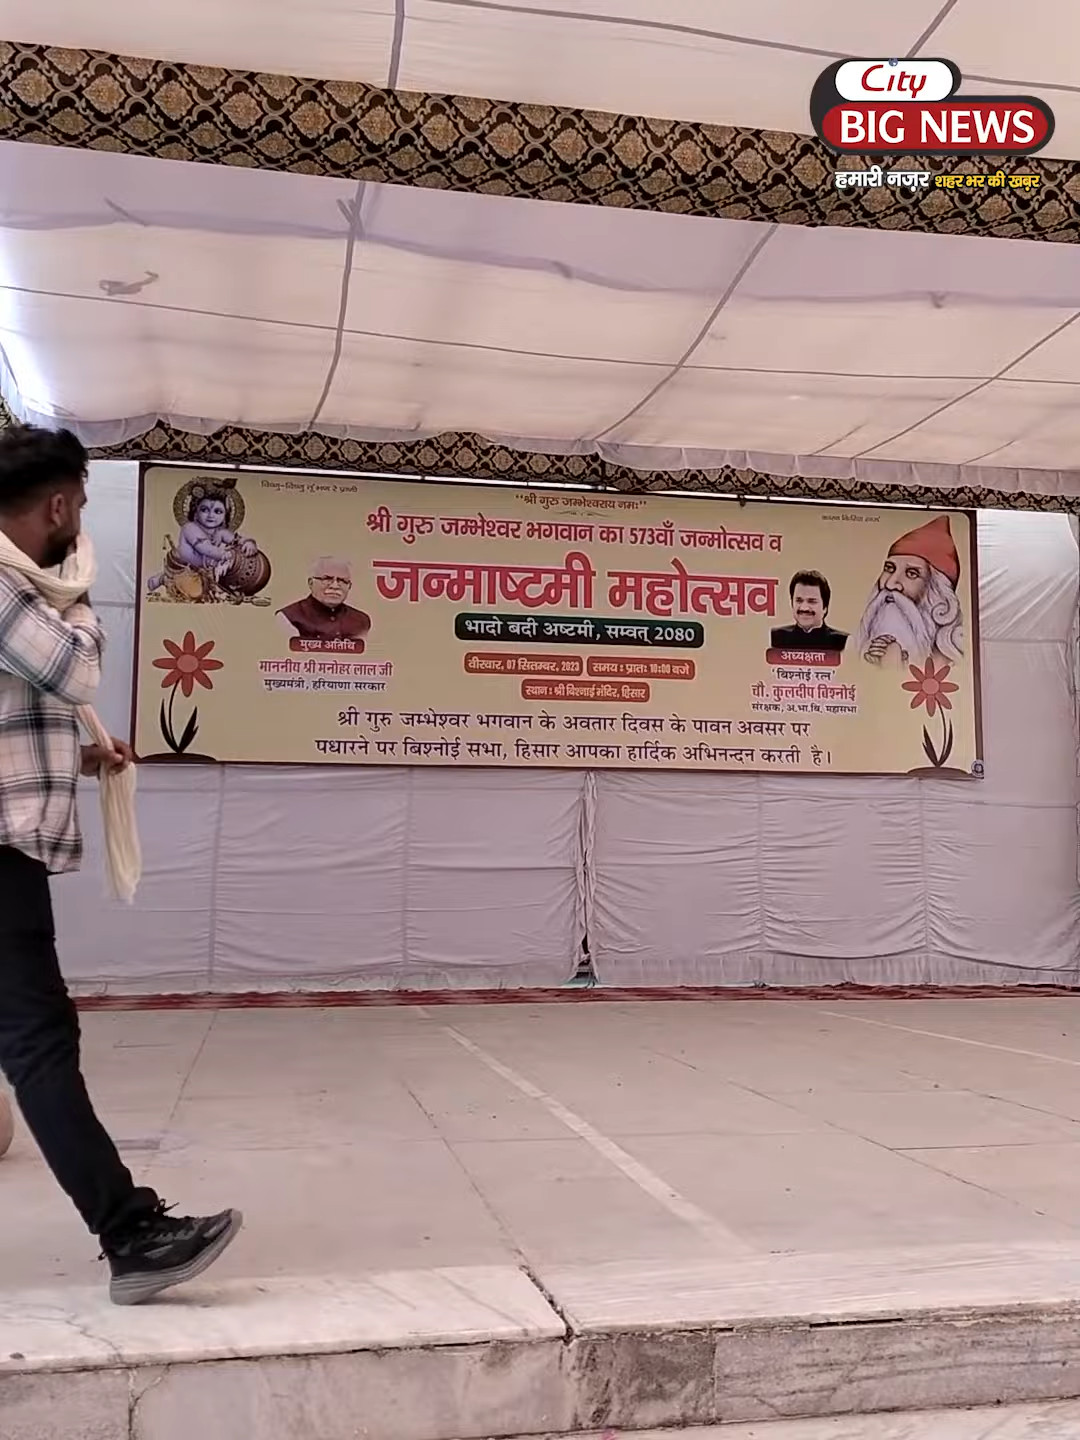 City
BIG NEWS
हमारी नज़र शहर भर की खब़र
विष्णु-विष्णु तूं भण रे प्राणी
"श्री गुरु जम्भेश्वराय नमः"
श्री गुरु जम्भेश्वर भगवान का 573वाँ जन्मोत्सव व
जन्माष्टमी महोत्सव
भादो बदी अष्टमी, सम्वत् 2080
वीरवार, 07 सितम्बर, 2023 समय : प्रातः 10:00 बजे
स्थान : श्री बिश्नोई मंदिर, हिसार
मुख्य अतिथि
माननीय श्री मनोहर लाल जी
मुख्यमंत्री, हरियाणा सरकार
अध्यक्षता
'बिश्नोई रत्न'
चौ. कुलदीप बिश्नोई
संरक्षक, अ.भा.बि. महासभा
श्री गुरु जम्भेश्वर भगवान के अवतार दिवस के पावन अवसर पर
पधारने पर बिश्नोई सभा, हिसार आपका हार्दिक अभिनन्दन करती है।